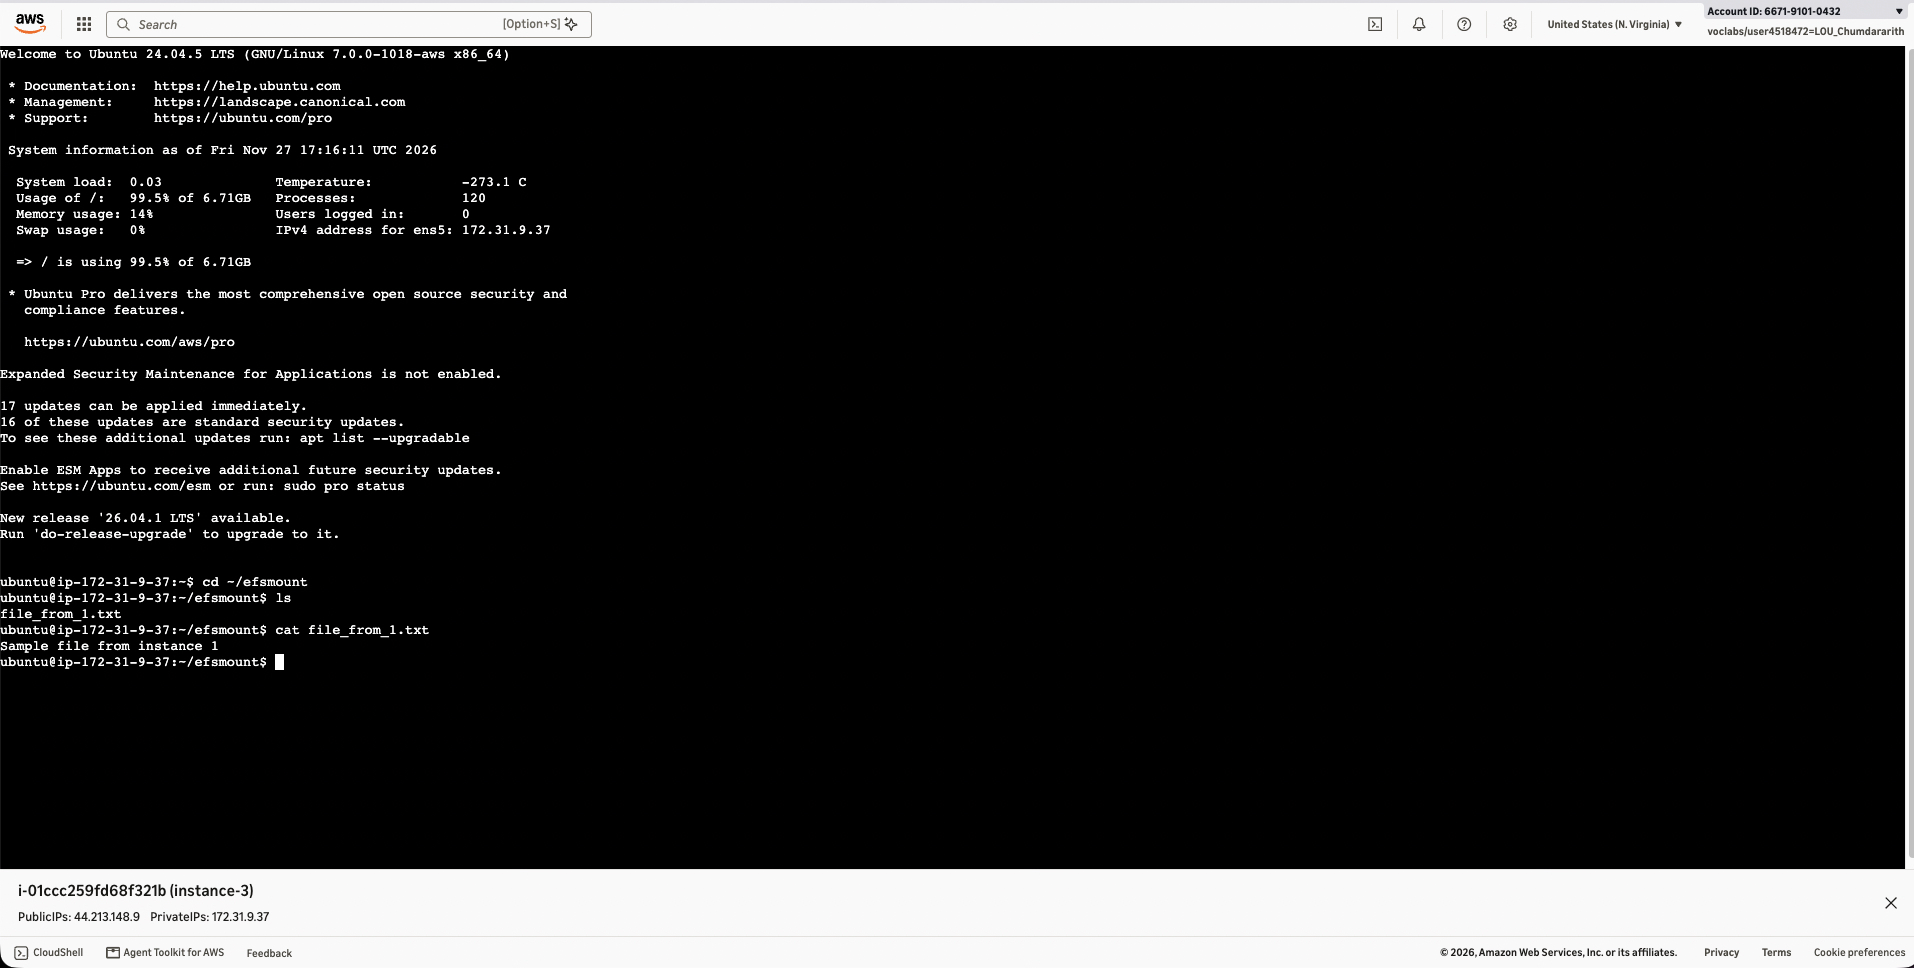 aws
Search [Option+S]
United States (N. Virginia)
Account ID: 6671-9101-0432
voclabs/user4518472=LOU_Chumdararith
Welcome to Ubuntu 24.04.5 LTS (GNU/Linux 7.0.0-1018-aws x86_64)
* Documentation: https://help.ubuntu.com
* Management: https://landscape.canonical.com
* Support: https://ubuntu.com/pro
System information as of Fri Nov 27 17:16:11 UTC 2026
System load: 0.03 Temperature: -273.1 C
Usage of /: 99.5% of 6.71GB Processes: 120
Memory usage: 14% Users logged in: 0
Swap usage: 0% IPv4 address for ens5: 172.31.9.37
=> / is using 99.5% of 6.71GB
* Ubuntu Pro delivers the most comprehensive open source security and
compliance features.
https://ubuntu.com/aws/pro
Expanded Security Maintenance for Applications is not enabled.
17 updates can be applied immediately.
16 of these updates are standard security updates.
To see these additional updates run: apt list --upgradable
Enable ESM Apps to receive additional future security updates.
See https://ubuntu.com/esm or run: sudo pro status
New release '26.04.1 LTS' available.
Run 'do-release-upgrade' to upgrade to it.
ubuntu@ip-172-31-9-37:~$ cd ~/efsmount
ubuntu@ip-172-31-9-37:~/efsmount$ ls
file_from_1.txt
ubuntu@ip-172-31-9-37:~/efsmount$ cat file_from_1.txt
Sample file from instance 1
ubuntu@ip-172-31-9-37:~/efsmount$
i-01ccc259fd68f321b (instance-3)
PublicIPs: 44.213.148.9 PrivateIPs: 172.31.9.37
CloudShell Agent Toolkit for AWS Feedback
© 2026, Amazon Web Services, Inc. or its affiliates. Privacy Terms Cookie preferences